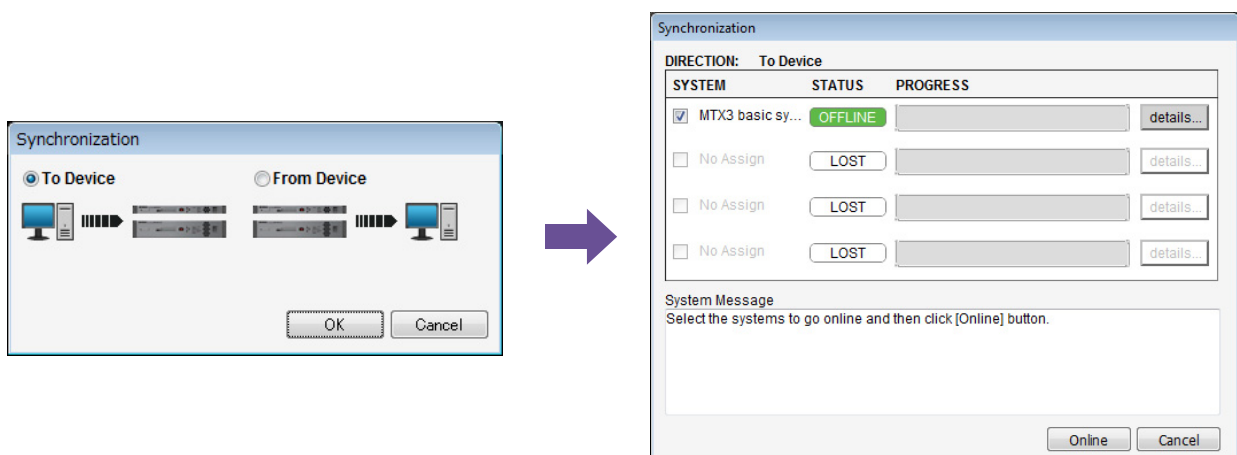 Synchronization
To Device From Device
OK Cancel
Synchronization
DIRECTION: To Device
SYSTEM STATUS PROGRESS
MTX3 basic sy... OFFLINE details...
No Assign LOST details...
No Assign LOST details...
No Assign LOST details...
System Message
Select the systems to go online and then click [Online] button.
Online Cancel